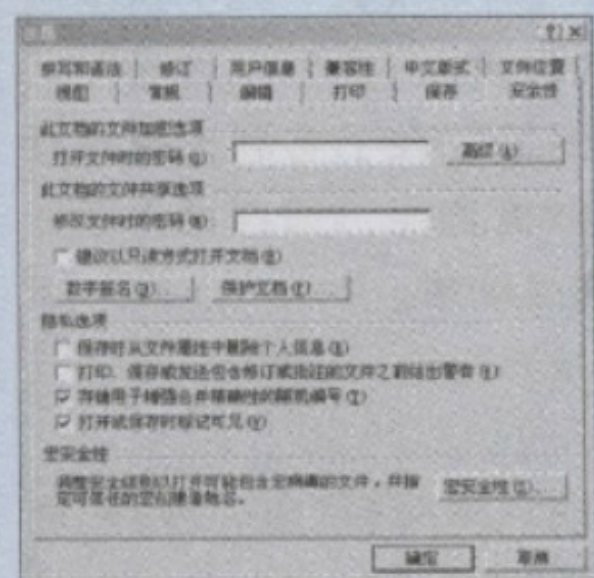 选项
拼写和语法 修订 用户信息 兼容性 中文版式 文件位置
视图 常规 编辑 打印 保存 安全性
此文档的文件加密选项
打开文件时的密码(O): 高级(A)...
此文档的文件共享选项
修改文件时的密码(M):
建议以只读方式打开文档(E)
数字签名(D)... 保护文档(P)...
隐私选项
保存时从文件属性中删除个人信息(R)
打印、保存或发送包含修订或批注的文件之前给出警告(W)
存储用于增强合并精确性的随机编号(T)
打开或保存时标记可见(V)
宏安全性
调整安全级别以打开可能包含宏病毒的文件，并指
定可信任的宏创建者姓名。 宏安全性(S)...
确定 取消